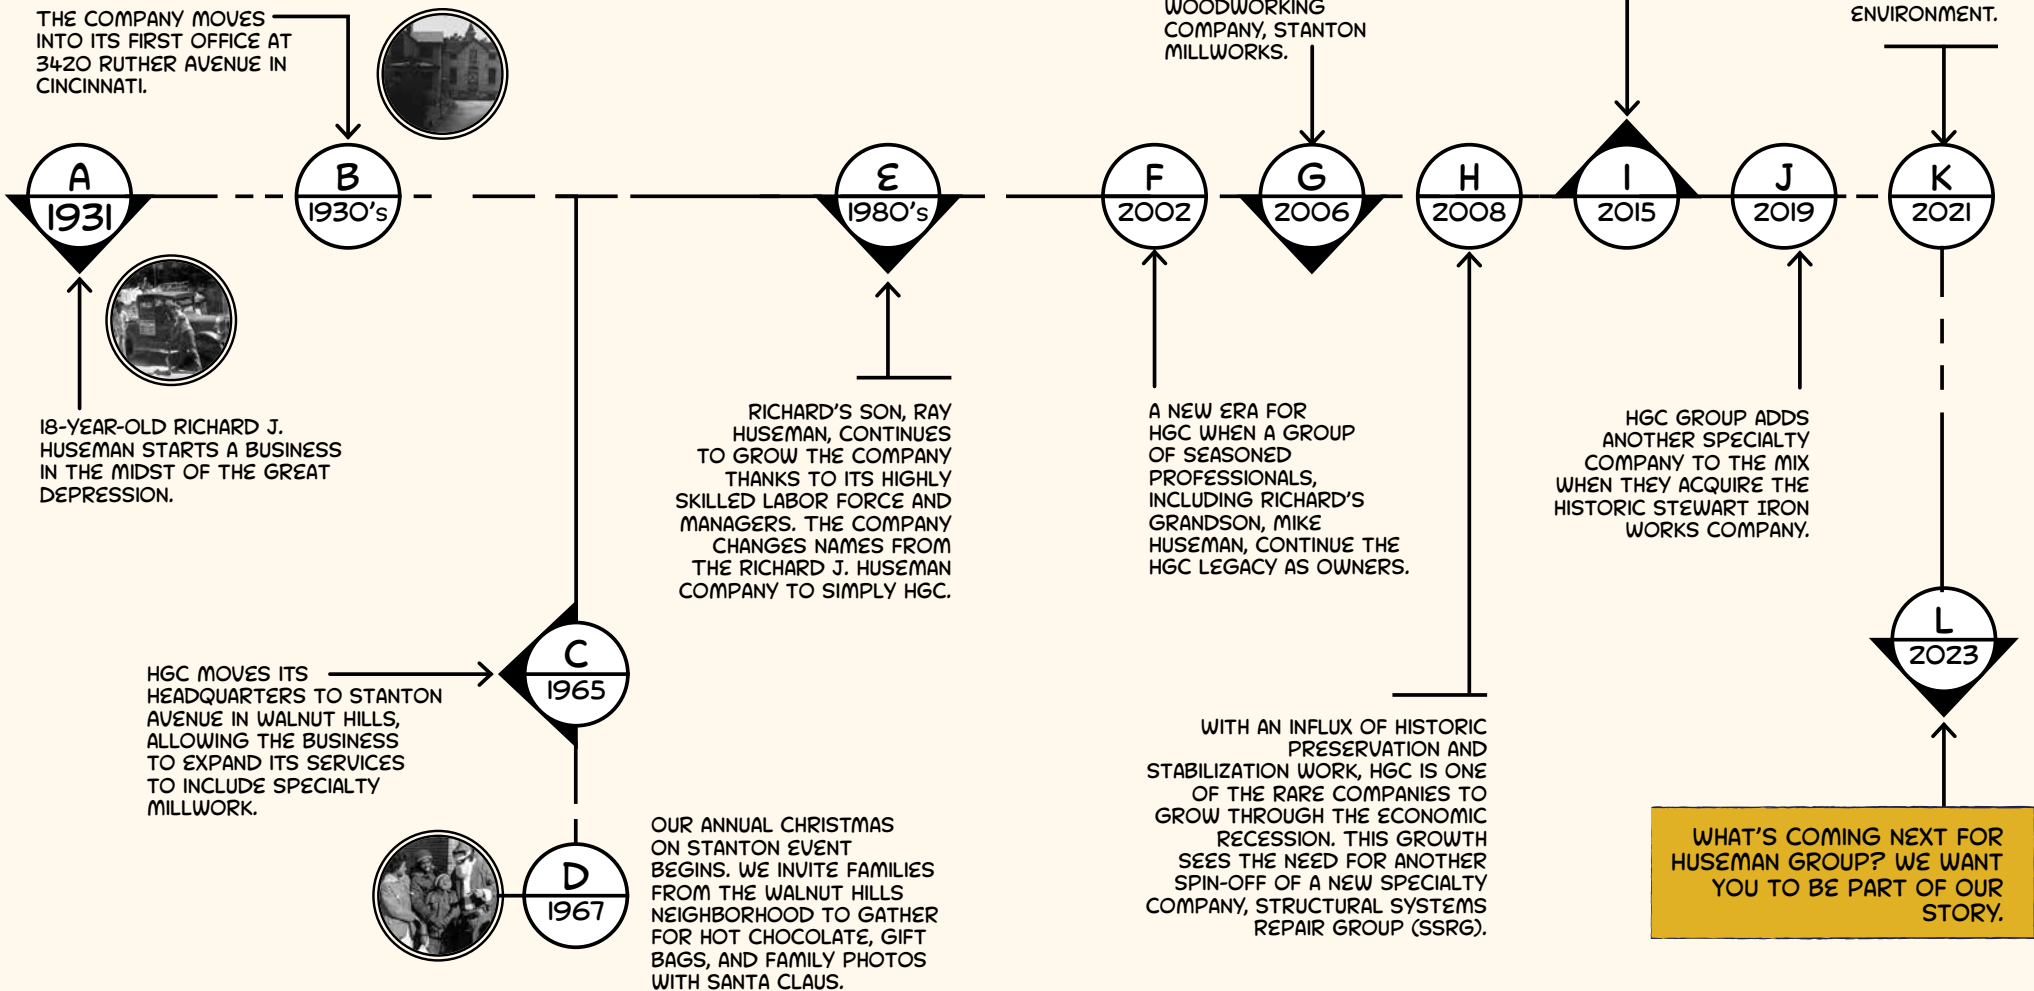 THE COMPANY MOVES
INTO ITS FIRST OFFICE AT
3420 RUTHER AVENUE IN
CINCINNATI.
WOODWORKING
COMPANY, STANTON
MILLWORKS.
ENVIRONMENT.
A
1931
B
1930's
E
1980's
F
2002
G
2006
H
2008
I
2015
J
2019
K
2021
18-YEAR-OLD RICHARD J.
HUSEMAN STARTS A BUSINESS
IN THE MIDST OF THE GREAT
DEPRESSION.
RICHARD'S SON, RAY
HUSEMAN, CONTINUES
TO GROW THE COMPANY
THANKS TO ITS HIGHLY
SKILLED LABOR FORCE AND
MANAGERS. THE COMPANY
CHANGES NAMES FROM
THE RICHARD J. HUSEMAN
COMPANY TO SIMPLY HGC.
A NEW ERA FOR
HGC WHEN A GROUP
OF SEASONED
PROFESSIONALS,
INCLUDING RICHARD'S
GRANDSON, MIKE
HUSEMAN, CONTINUE THE
HGC LEGACY AS OWNERS.
HGC GROUP ADDS
ANOTHER SPECIALTY
COMPANY TO THE MIX
WHEN THEY ACQUIRE THE
HISTORIC STEWART IRON
WORKS COMPANY.
HGC MOVES ITS
HEADQUARTERS TO STANTON
AVENUE IN WALNUT HILLS,
ALLOWING THE BUSINESS
TO EXPAND ITS SERVICES
TO INCLUDE SPECIALTY
MILLWORK.
C
1965
L
2023
WITH AN INFLUX OF HISTORIC
PRESERVATION AND
STABILIZATION WORK, HGC IS ONE
OF THE RARE COMPANIES TO
GROW THROUGH THE ECONOMIC
RECESSION. THIS GROWTH
SEES THE NEED FOR ANOTHER
SPIN-OFF OF A NEW SPECIALTY
COMPANY, STRUCTURAL SYSTEMS
REPAIR GROUP (SSRG).
D
1967
OUR ANNUAL CHRISTMAS
ON STANTON EVENT
BEGINS. WE INVITE FAMILIES
FROM THE WALNUT HILLS
NEIGHBORHOOD TO GATHER
FOR HOT CHOCOLATE, GIFT
BAGS, AND FAMILY PHOTOS
WITH SANTA CLAUS.
WHAT'S COMING NEXT FOR
HUSEMAN GROUP? WE WANT
YOU TO BE PART OF OUR
STORY.